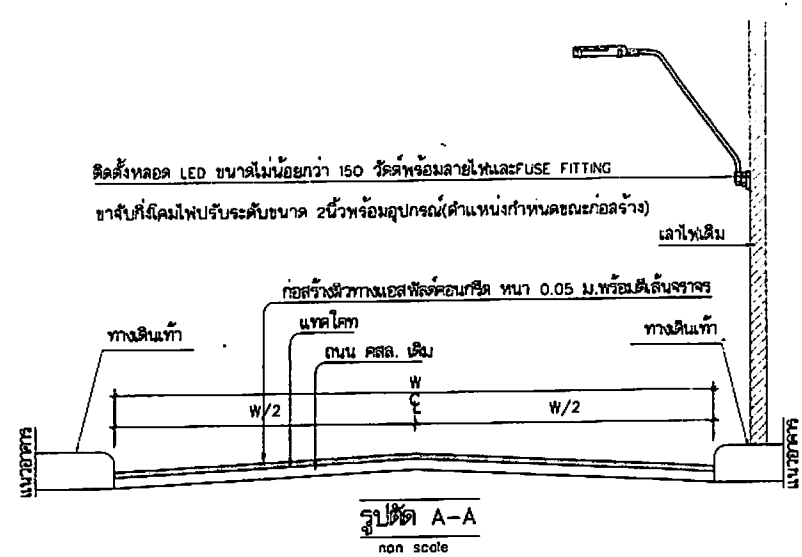 ติดตั้งหลอด LED ขนาดไม่น้อยกว่า 150 วัตต์พร้อมสายไฟและFUSE FITTING
ขาจับกิ่งโคมไฟปรับระดับขนาด 2นิ้วพร้อมอุปกรณ์(ตำแหน่งกำหนดขณะก่อสร้าง)
เสาไฟเดิม
ก่อสร้างผิวทางแอสฟัลต์คอนกรีต หนา 0.05 ม.พร้อมตีเส้นจราจร
ทางเดินเท้า
แทคโคท
ทางเดินเท้า
ถนน คสล. เดิม
W
W/2
CL
W/2
แนวอาคาร
แนวอาคาร
รูปตัด A-A
non scale